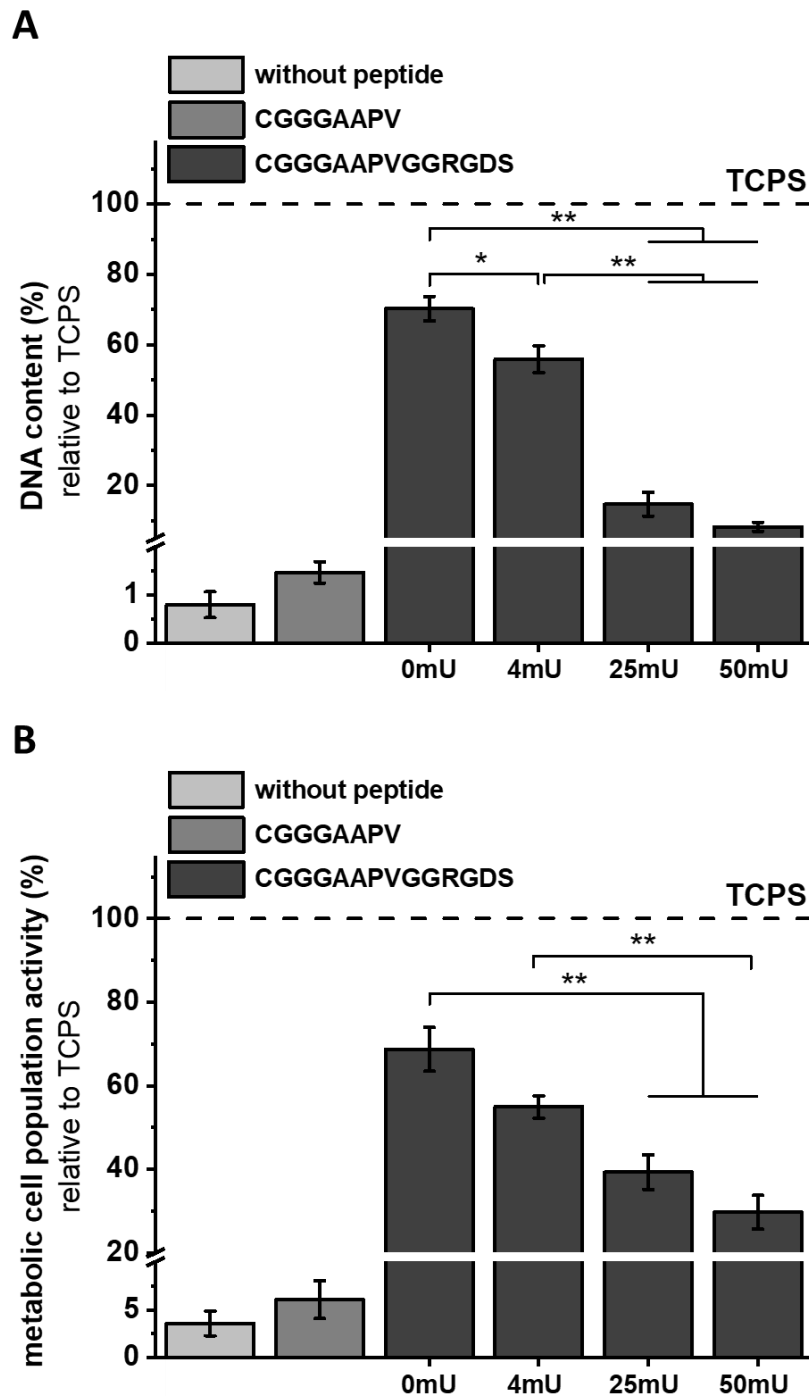 A
without peptide
CGGGAAPV
CGGGAAPVGGRGDS
TCPS
100
80
60
40
20
1
0
DNA content (%)
relative to TCPS
**
*
**
0mU 4mU 25mU 50mU
B
without peptide
CGGGAAPV
CGGGAAPVGGRGDS
TCPS
100
80
60
40
20
5
0
metabolic cell population activity (%)
relative to TCPS
**
**
0mU 4mU 25mU 50mU